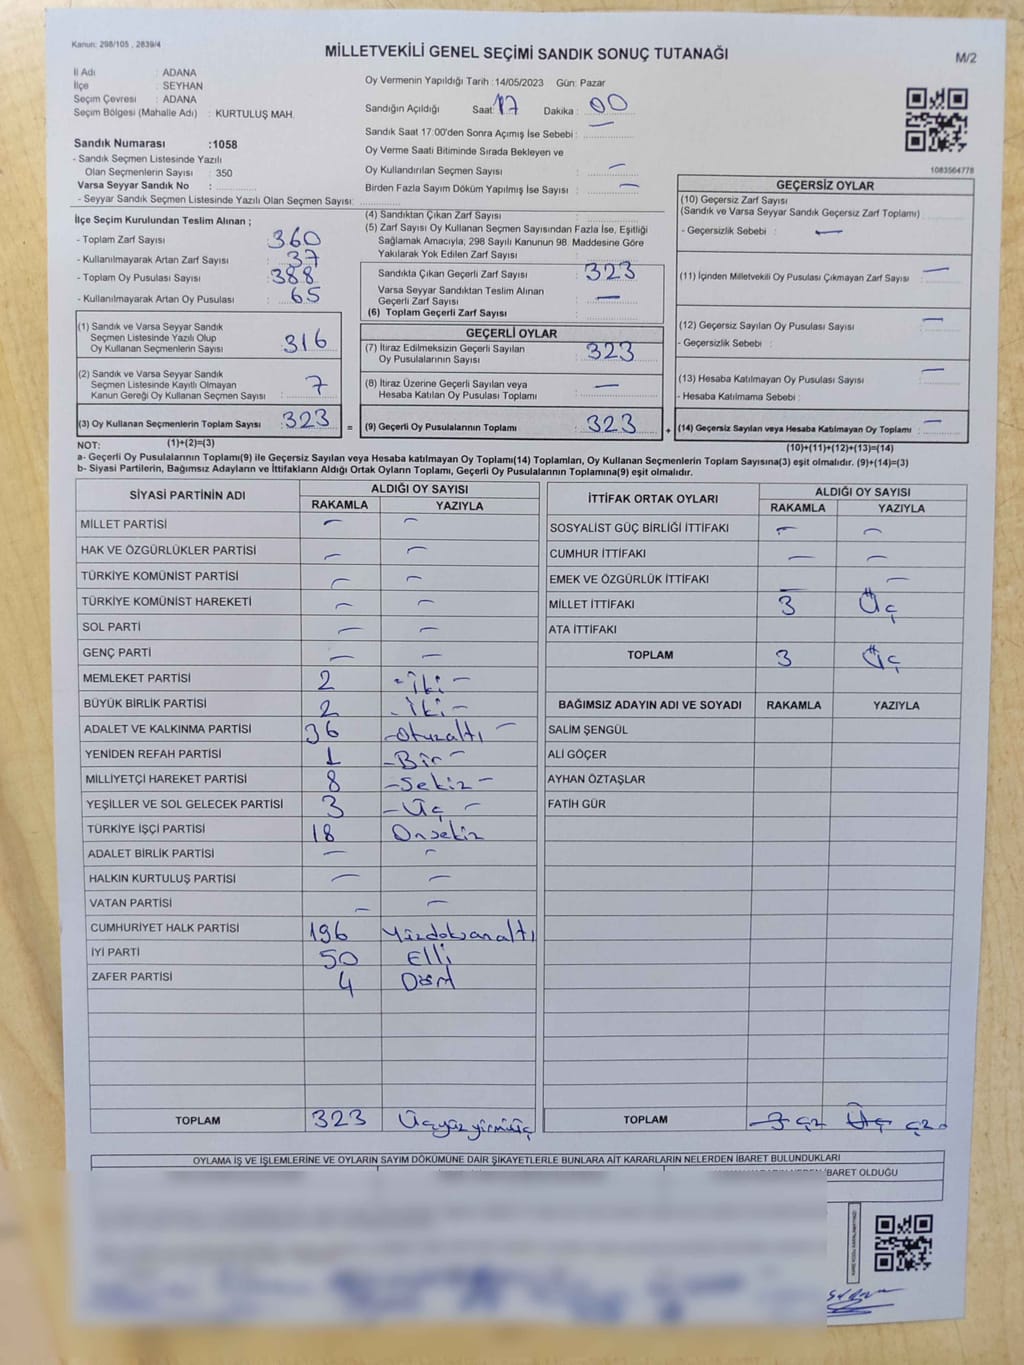 Kanun: 298/105 , 2839/4
MİLLETVEKİLİ GENEL SEÇİMİ SANDIK SONUÇ TUTANAĞI
M/2
İl Adı : ADANA
İlçe : SEYHAN
Seçim Çevresi : ADANA
Seçim Bölgesi (Mahalle Adı) : KURTULUŞ MAH.
Sandık Numarası :1058
- Sandık Seçmen Listesinde Yazılı
Olan Seçmenlerin Sayısı : 350
Varsa Seyyar Sandık No :
- Seyyar Sandık Seçmen Listesinde Yazılı Olan Seçmen Sayısı:
Oy Vermenin Yapıldığı Tarih :14/05/2023 Gün: Pazar
Sandığın Açıldığı Saat: 17 Dakika : 00
Sandık Saat 17:00'den Sonra Açımış İse Sebebi : —
Oy Verme Saati Bitiminde Sırada Bekleyen ve
Oy Kullandırılan Seçmen Sayısı : —
Birden Fazla Sayım Döküm Yapılmış İse Sayısı : —
1083564778
İlçe Seçim Kurulundan Teslim Alınan ;
- Toplam Zarf Sayısı : 360
- Kullanılmayarak Artan Zarf Sayısı : 37
- Toplam Oy Pusulası Sayısı : 388
- Kullanılmayarak Artan Oy Pusulası : 65
(1) Sandık ve Varsa Seyyar Sandık
Seçmen Listesinde Yazılı Olup
Oy Kullanan Seçmenlerin Sayısı : 316
(2) Sandık ve Varsa Seyyar Sandık
Seçmen Listesinde Kayıtlı Olmayan
Kanun Gereği Oy Kullanan Seçmen Sayısı : 7
(3) Oy Kullanan Seçmenlerin Toplam Sayısı : 323
(4) Sandıktan Çıkan Zarf Sayısı :
(5) Zarf Sayısı Oy Kullanan Seçmen Sayısından Fazla İse, Eşitliği
Sağlamak Amacıyla, 298 Sayılı Kanunun 98. Maddesine Göre
Yakılarak Yok Edilen Zarf Sayısı :
Sandıkta Çıkan Geçerli Zarf Sayısı : 323
Varsa Seyyar Sandıktan Teslim Alınan
Geçerli Zarf Sayısı : —
(6) Toplam Geçerli Zarf Sayısı :
GEÇERLİ OYLAR
(7) İtiraz Edilmeksizin Geçerli Sayılan
Oy Pusulalarının Sayısı : 323
(8) İtiraz Üzerine Geçerli Sayılan veya
Hesaba Katılan Oy Pusulası Toplamı : —
= (9) Geçerli Oy Pusulalarının Toplamı : 323
GEÇERSİZ OYLAR
(10) Geçersiz Zarf Sayısı
(Sandık ve Varsa Seyyar Sandık Geçersiz Zarf Toplamı)
- Geçersizlik Sebebi : —
(11) İçinden Milletvekili Oy Pusulası Çıkmayan Zarf Sayısı : —
(12) Geçersiz Sayılan Oy Pusulası Sayısı : —
- Geçersizlik Sebebi :
(13) Hesaba Katılmayan Oy Pusulası Sayısı : —
- Hesaba Katılmama Sebebi :
+ (14) Geçersiz Sayılan veya Hesaba Katılmayan Oy Toplamı : —
NOT: (1)+(2)=(3)
(10)+(11)+(12)+(13)=(14)
a- Geçerli Oy Pusulalarının Toplamı(9) ile Geçersiz Sayılan veya Hesaba Katılmayan Oy Toplamı(14) Toplamları, Oy Kullanan Seçmenlerin Toplam Sayısına(3) eşit olmalıdır. (9)+(14)=(3)
b- Siyasi Partilerin, Bağımsız Adayların ve İttifakların Aldığı Ortak Oyların Toplamı, Geçerli Oy Pusulalarının Toplamına(9) eşit olmalıdır.
SİYASİ PARTİNİN ADI ALDIĞI OY SAYISI
RAKAMLA YAZIYLA
MİLLET PARTİSİ — —
HAK VE ÖZGÜRLÜKLER PARTİSİ — —
TÜRKİYE KOMÜNİST PARTİSİ — —
TÜRKİYE KOMÜNİST HAREKETİ — —
SOL PARTİ — —
GENÇ PARTİ — —
MEMLEKET PARTİSİ 2 - İki -
BÜYÜK BİRLİK PARTİSİ 2 - İki -
ADALET VE KALKINMA PARTİSİ 36 - Otuzaltı -
YENİDEN REFAH PARTİSİ 1 - Bir -
MİLLİYETÇİ HAREKET PARTİSİ 8 - Sekiz -
YEŞİLLER VE SOL GELECEK PARTİSİ 3 - Üç -
TÜRKİYE İŞÇİ PARTİSİ 18 Onsekiz
ADALET BİRLİK PARTİSİ — —
HALKIN KURTULUŞ PARTİSİ — —
VATAN PARTİSİ — —
CUMHURİYET HALK PARTİSİ 196 Yüzdoksanaltı
İYİ PARTİ 50 Elli
ZAFER PARTİSİ 4 Dört
TOPLAM 323 Üçyüzyirmiüç
İTTİFAK ORTAK OYLARI ALDIĞI OY SAYISI
RAKAMLA YAZIYLA
SOSYALİST GÜÇ BİRLİĞİ İTTİFAKI — —
CUMHUR İTTİFAKI — —
EMEK VE ÖZGÜRLÜK İTTİFAKI — —
MİLLET İTTİFAKI 3 Üç
ATA İTTİFAKI
TOPLAM 3 Üç
BAĞIMSIZ ADAYIN ADI VE SOYADI RAKAMLA YAZIYLA
SALİM ŞENGÜL
ALİ GÖÇER
AYHAN ÖZTAŞLAR
FATİH GÜR
TOPLAM 3 Üç
OYLAMA İŞ VE İŞLEMLERİNE VE OYLARIN SAYIM DÖKÜMÜNE DAİR ŞİKAYETLERLE BUNLARA AİT KARARLARIN NELERDEN İBARET BULUNDUKLARI
İBARET OLDUĞU